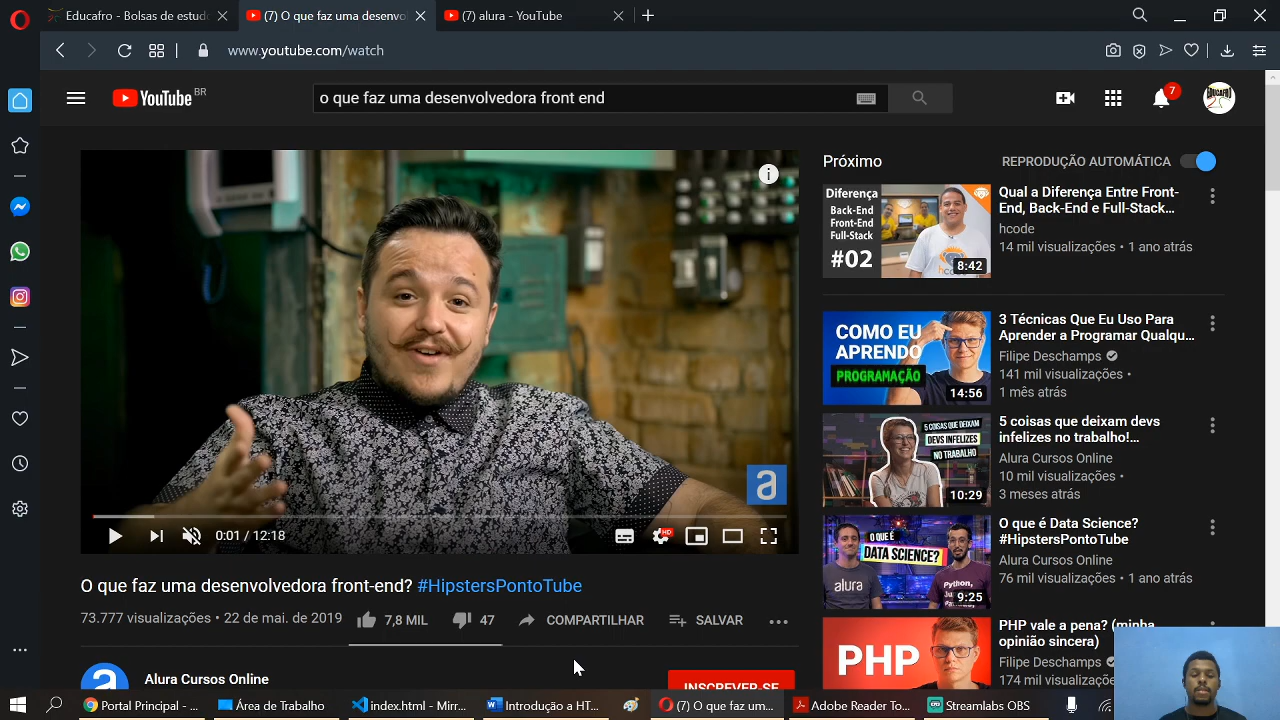 Educafro - Bolsas de estud
(7) O que faz uma desenvol
(7) alura - YouTube
www.youtube.com/watch
YouTube BR
o que faz uma desenvolvedora front end
7
EDUCAFRO
Próximo
REPRODUÇÃO AUTOMÁTICA
Diferença
Back-End
Front-End
Full-Stack
#02
hcode
8:42
Qual a Diferença Entre Front-
End, Back-End e Full-Stack...
hcode
14 mil visualizações • 1 ano atrás
COMO EU
APRENDO
PROGRAMAÇÃO
14:56
3 Técnicas Que Eu Uso Para
Aprender a Programar Qualqu...
Filipe Deschamps
141 mil visualizações •
1 mês atrás
5 COISAS QUE DEIXAM
DEVS
INFELIZES
NO TRABALHO
10:29
5 coisas que deixam devs
infelizes no trabalho!...
Alura Cursos Online
10 mil visualizações •
3 meses atrás
O QUE É
DATA SCIENCE?
alura
Python,
9:25
O que é Data Science?
#HipstersPontoTube
Alura Cursos Online
76 mil visualizações • 1 ano atrás
PHP
PHP vale a pena? (minha
opinião sincera)
Filipe Deschamps
174 mil visualizações
a
0:01 / 12:18
HD
O que faz uma desenvolvedora front-end? #HipstersPontoTube
73.777 visualizações • 22 de mai. de 2019
7,8 MIL
47
COMPARTILHAR
SALVAR
a
Alura Cursos Online
INSCREVER-SE
Portal Principal - ...
Área de Trabalho
index.html - Mirr...
Introdução a HT...
(7) O que faz um...
Adobe Reader To...
Streamlabs OBS